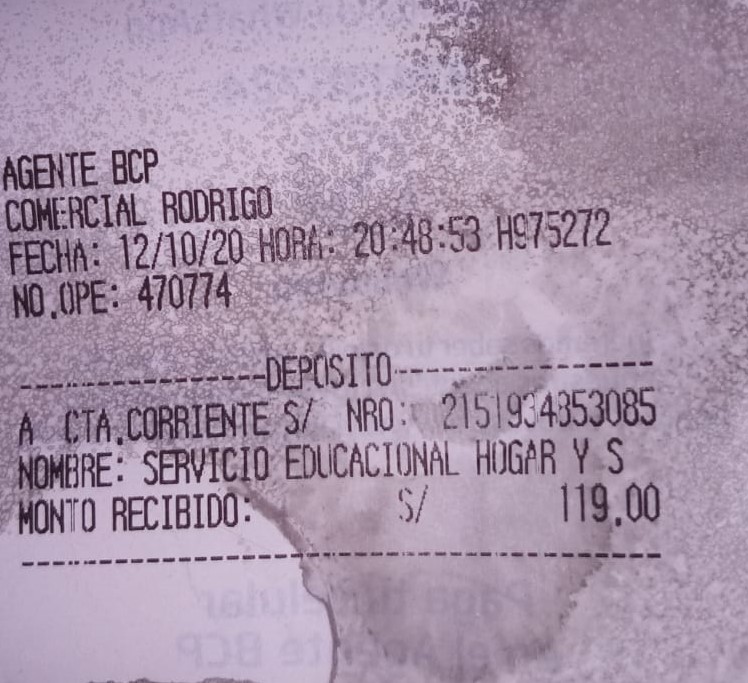 AGENTE BCP
COMERCIAL RODRIGO
FECHA: 12/10/20 HORA: 20:48:53 H975272
NO.OPE: 470774
------------------DEPOSITO-------------------
A CTA.CORRIENTE S/ NRO: 2151934853085
NOMBRE: SERVICIO EDUCACIONAL HOGAR Y S
MONTO RECIBIDO: S/ 119.00
-----------------------------------------------